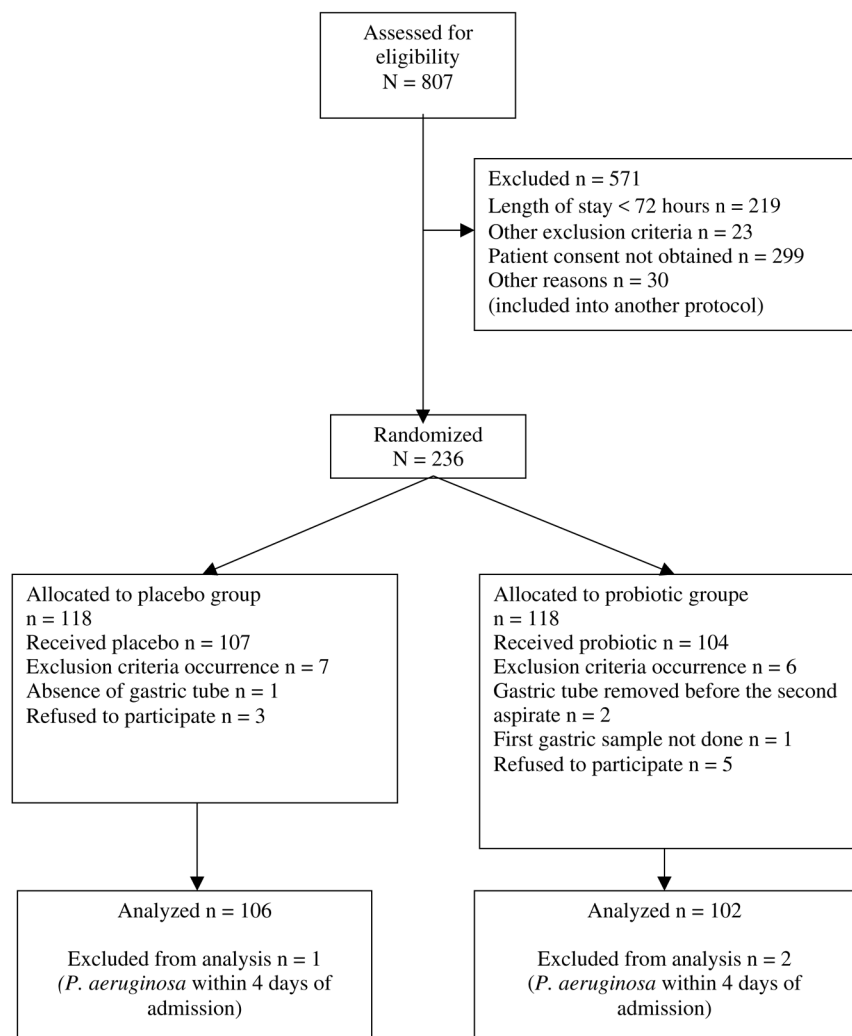 Assessed for
eligibility
N = 807
Excluded n = 571
Length of stay < 72 hours n = 219
Other exclusion criteria n = 23
Patient consent not obtained n = 299
Other reasons n = 30
(included into another protocol)
Randomized
N = 236
Allocated to placebo group
n = 118
Received placebo n = 107
Exclusion criteria occurrence n = 7
Absence of gastric tube n = 1
Refused to participate n = 3
Allocated to probiotic groupe
n = 118
Received probiotic n = 104
Exclusion criteria occurrence n = 6
Gastric tube removed before the second
aspirate n = 2
First gastric sample not done n = 1
Refused to participate n = 5
Analyzed n = 106
Excluded from analysis n = 1
(P. aeruginosa within 4 days of
admission)
Analyzed n = 102
Excluded from analysis n = 2
(P. aeruginosa within 4 days of
admission)